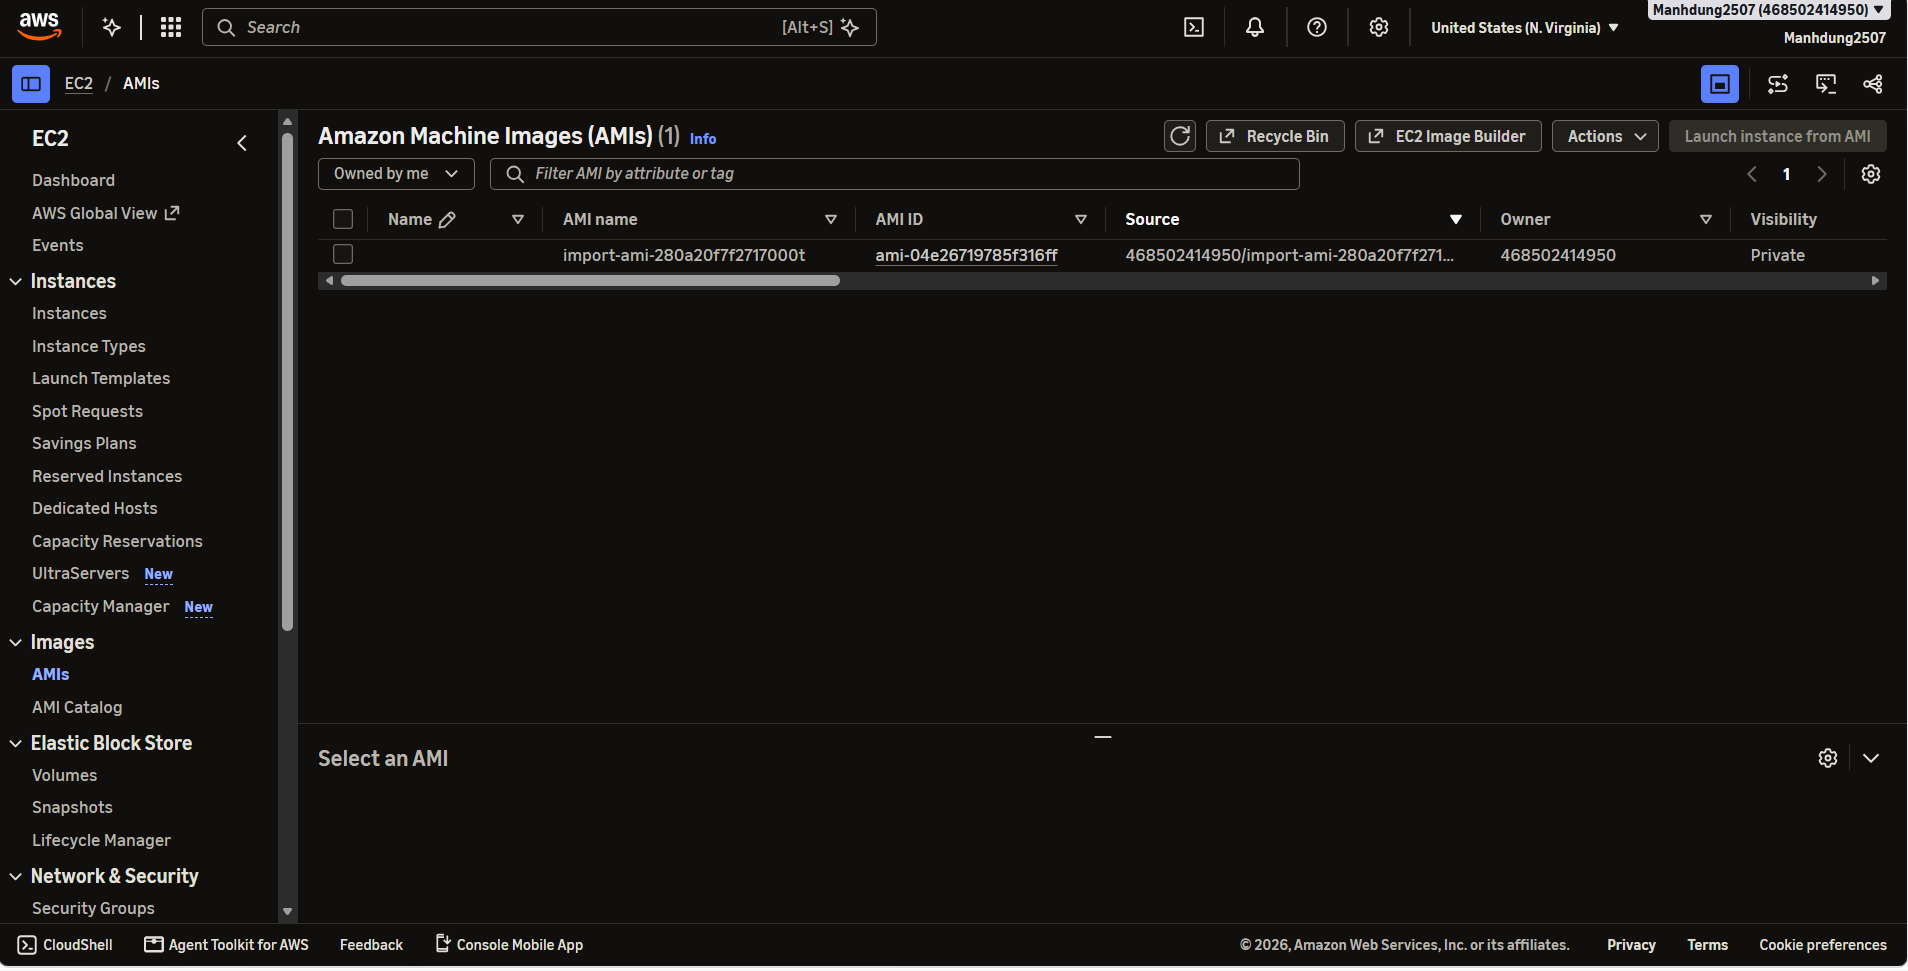 aws
Search [Alt+S]
United States (N. Virginia)
Manhdung2507 (468502414950)
Manhdung2507
EC2 / AMIs
EC2
Dashboard
AWS Global View
Events
Instances
Instances
Instance Types
Launch Templates
Spot Requests
Savings Plans
Reserved Instances
Dedicated Hosts
Capacity Reservations
UltraServers New
Capacity Manager New
Images
AMIs
AMI Catalog
Elastic Block Store
Volumes
Snapshots
Lifecycle Manager
Network & Security
Security Groups
Amazon Machine Images (AMIs) (1) Info
Recycle Bin
EC2 Image Builder
Actions
Launch instance from AMI
Owned by me
Filter AMI by attribute or tag
1
Name AMI name AMI ID Source Owner Visibility
import-ami-280a20f7f2717000t ami-04e26719785f316ff 468502414950/import-ami-280a20f7f271... 468502414950 Private
Select an AMI
CloudShell Agent Toolkit for AWS Feedback Console Mobile App © 2026, Amazon Web Services, Inc. or its affiliates. Privacy Terms Cookie preferences